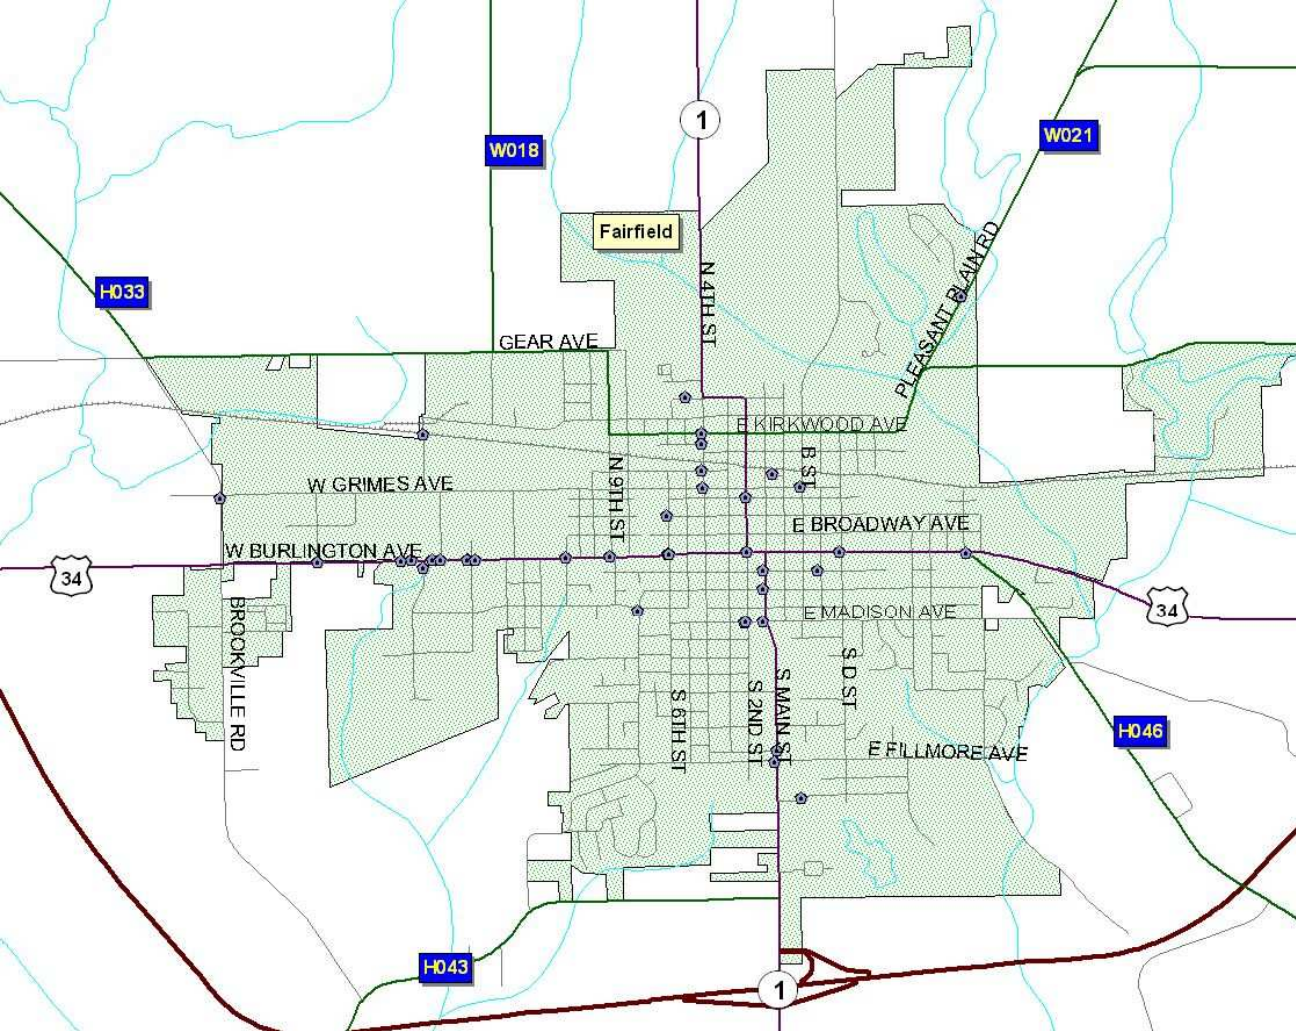 1
W021
W018
Fairfield
PLEASANT PLAIN RD
H033
N 4TH ST
GEAR AVE
E KIRKWOOD AVE
B ST
W GRIMES AVE
N 9TH ST
E BROADWAY AVE
W BURLINGTON AVE
34
34
E MADISON AVE
BROOKVILLE RD
S D ST
S 6TH ST
S 2ND ST
S MAIN ST
H046
E FILLMORE AVE
H043
1